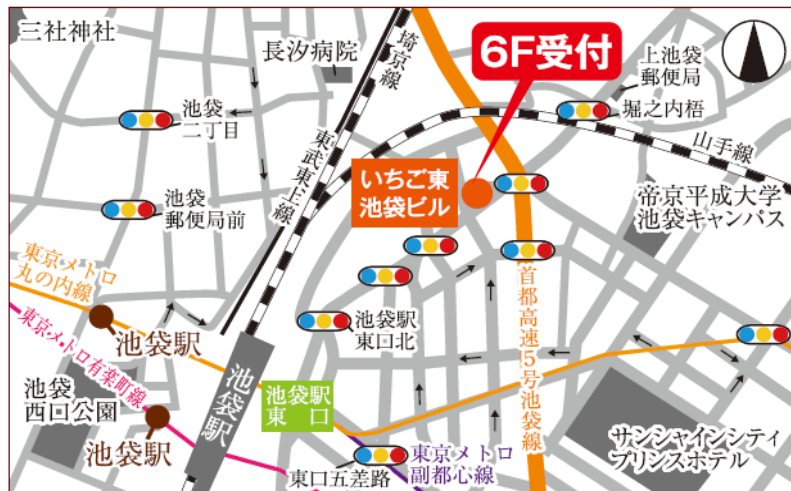 三社神社
長汐病院
埼京線
6F受付
上池袋
郵便局
堀之内梧
池袋
二丁目
東武東上線
山手線
いちご東
池袋ビル
帝京平成大学
池袋キャンパス
池袋
郵便局前
東京メトロ
丸の内線
池袋駅
東京メトロ有楽町線
池袋駅
東口北
首都高速5号池袋線
池袋
西口公園
池袋駅
池袋駅
池袋駅
東口
サンシャインシティ
プリンスホテル
東京メトロ
副都心線
東口五差路